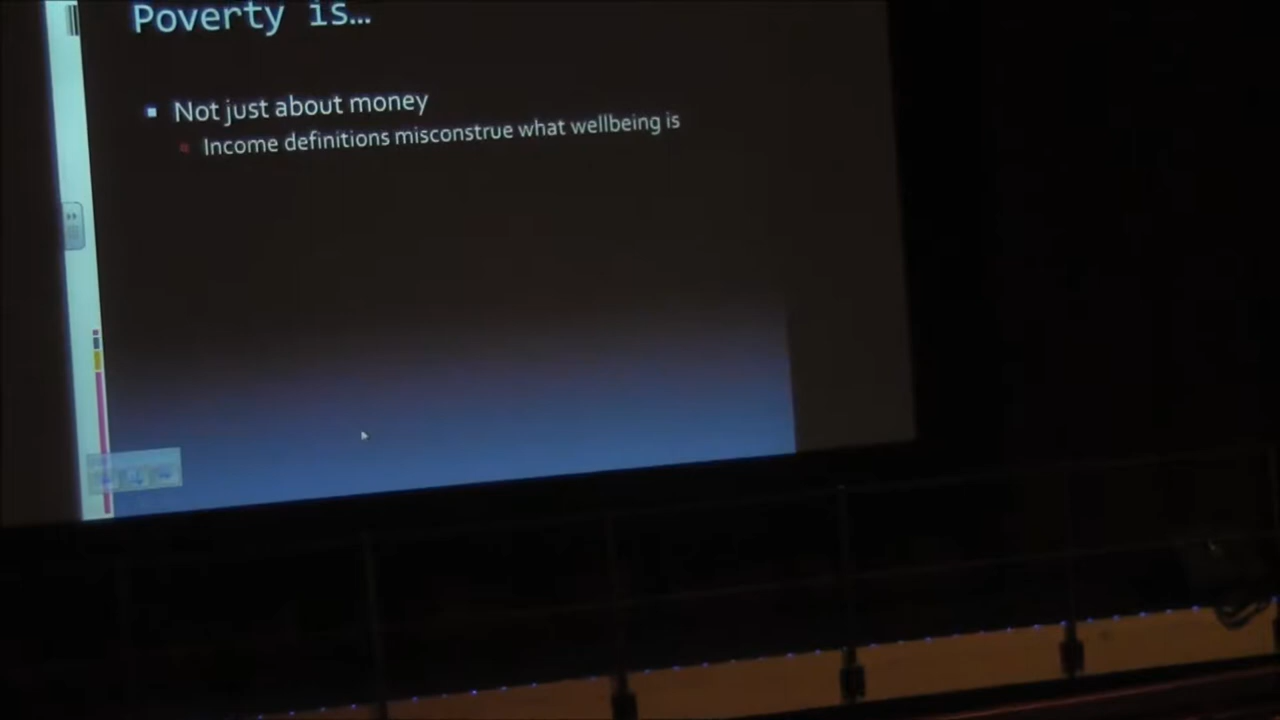 Poverty is…
Not just about money
Income definitions misconstrue what wellbeing is